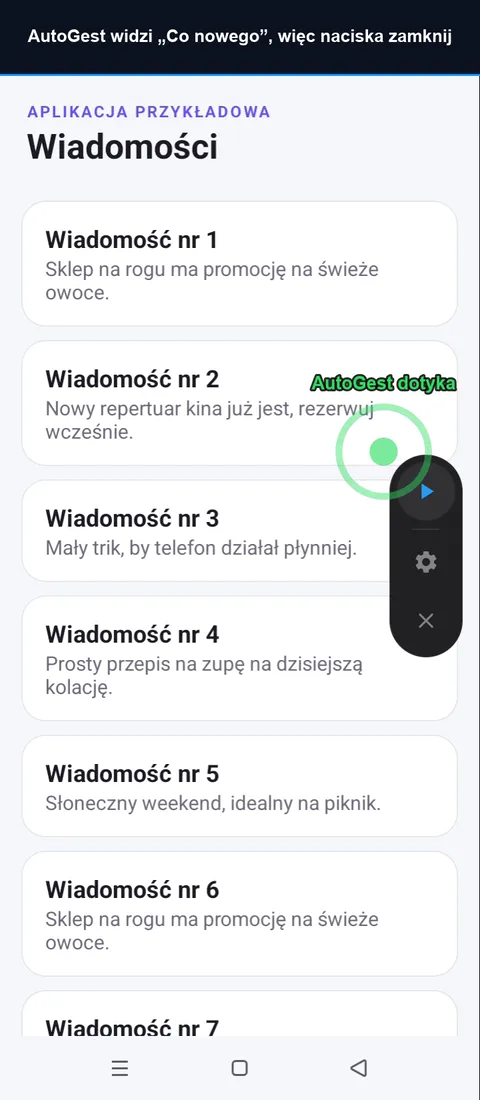 AutoGest widzi „Co nowego”, więc naciska zamknij
APLIKACJA PRZYKŁADOWA
Wiadomości
Wiadomość nr 1
Sklep na rogu ma promocję na świeże
owoce.
Wiadomość nr 2
AutoGest dotyka
Nowy repertuar kina już jest, rezerwuj
wcześnie.
Wiadomość nr 3
Mały trik, by telefon działał płynniej.
Wiadomość nr 4
Prosty przepis na zupę na dzisiejszą
kolację.
Wiadomość nr 5
Słoneczny weekend, idealny na piknik.
Wiadomość nr 6
Sklep na rogu ma promocję na świeże
owoce.
Wiadomość nr 7